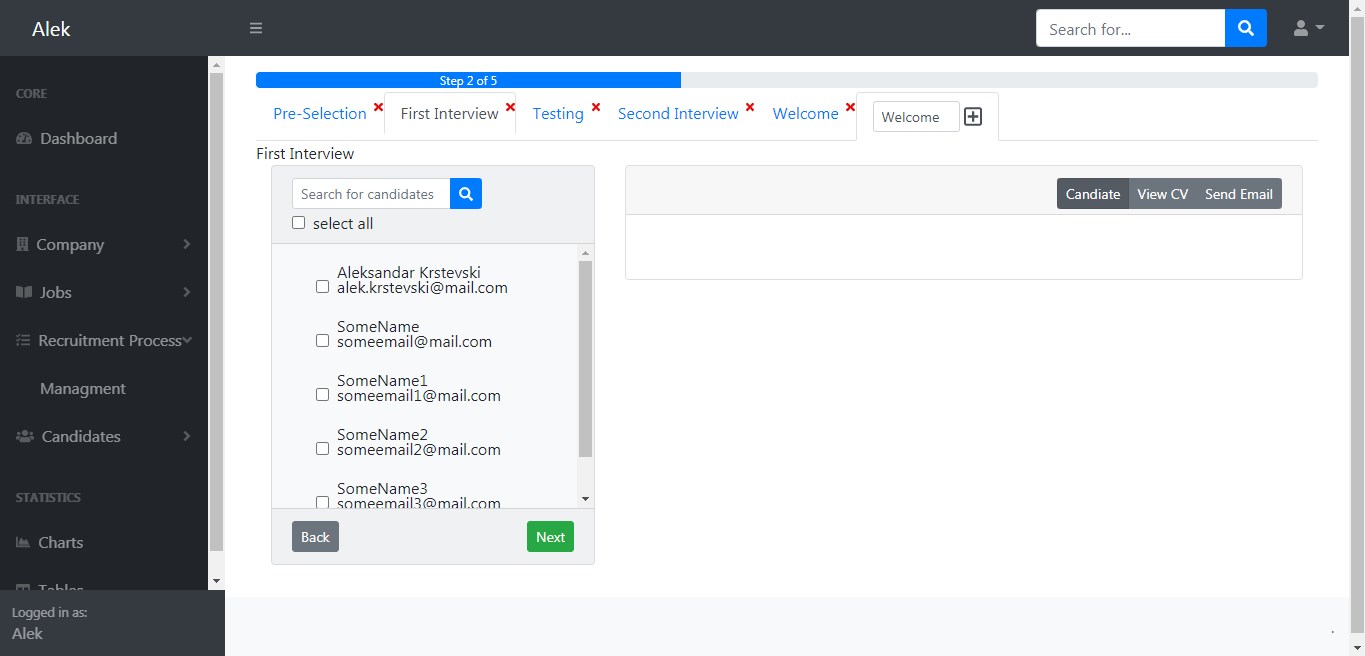 Alek
Search for...
CORE
Dashboard
INTERFACE
Company
Jobs
Recruitment Process
Managment
Candidates
STATISTICS
Charts
Tables
Logged in as:
Alek
Step 2 of 5
Pre-Selection
First Interview
Testing
Second Interview
Welcome
Welcome
First Interview
Search for candidates
select all
Aleksandar Krstevski
alek.krstevski@mail.com
SomeName
someemail@mail.com
SomeName1
someemail1@mail.com
SomeName2
someemail2@mail.com
SomeName3
someemail3@mail.com
Back
Next
Candiate
View CV
Send Email
.